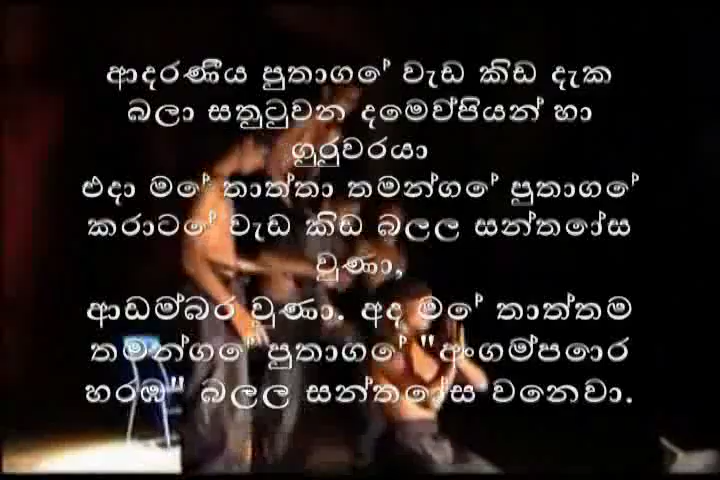 ආදරණීය පුතාගේ වැඩ කිඩ දැක
බලා සතුටුවන දමෙව්පියන් හා
ගුරුවරයා
එදා මගේ තාත්තා තමන්ගේ පුතාගේ
කරාටේ වැඩ කිඩ බලල සන්තෝස
වුණා,
ආඩම්බර වුණා. අද මගේ තාත්තම
තමන්ගේ පුතාගේ "අංගම්පොර
හරඹ" බලල සන්තෝස වනෙවා.